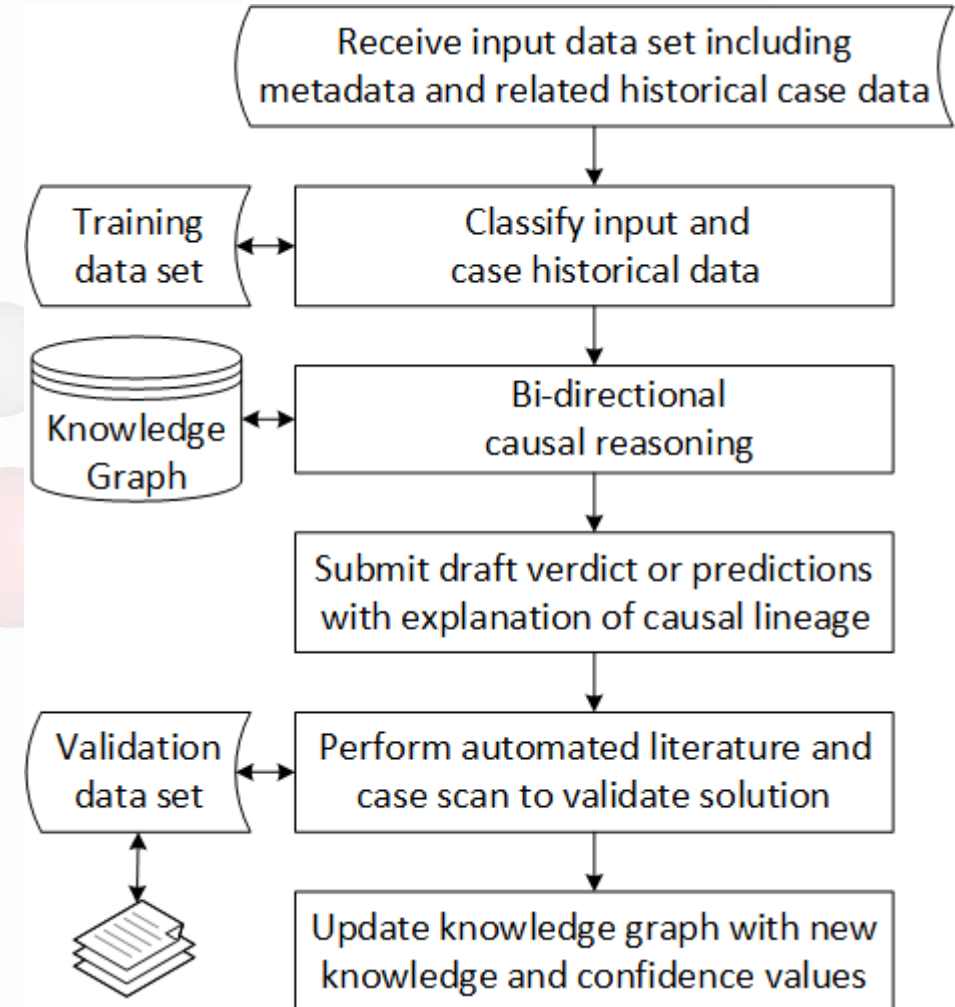 Receive input data set including
metadata and related historical case data
Training
data set
Classify input and
case historical data
Knowledge
Graph
Bi-directional
causal reasoning
Submit draft verdict or predictions
with explanation of causal lineage
Validation
data set
Perform automated literature and
case scan to validate solution
Update knowledge graph with new
knowledge and confidence values